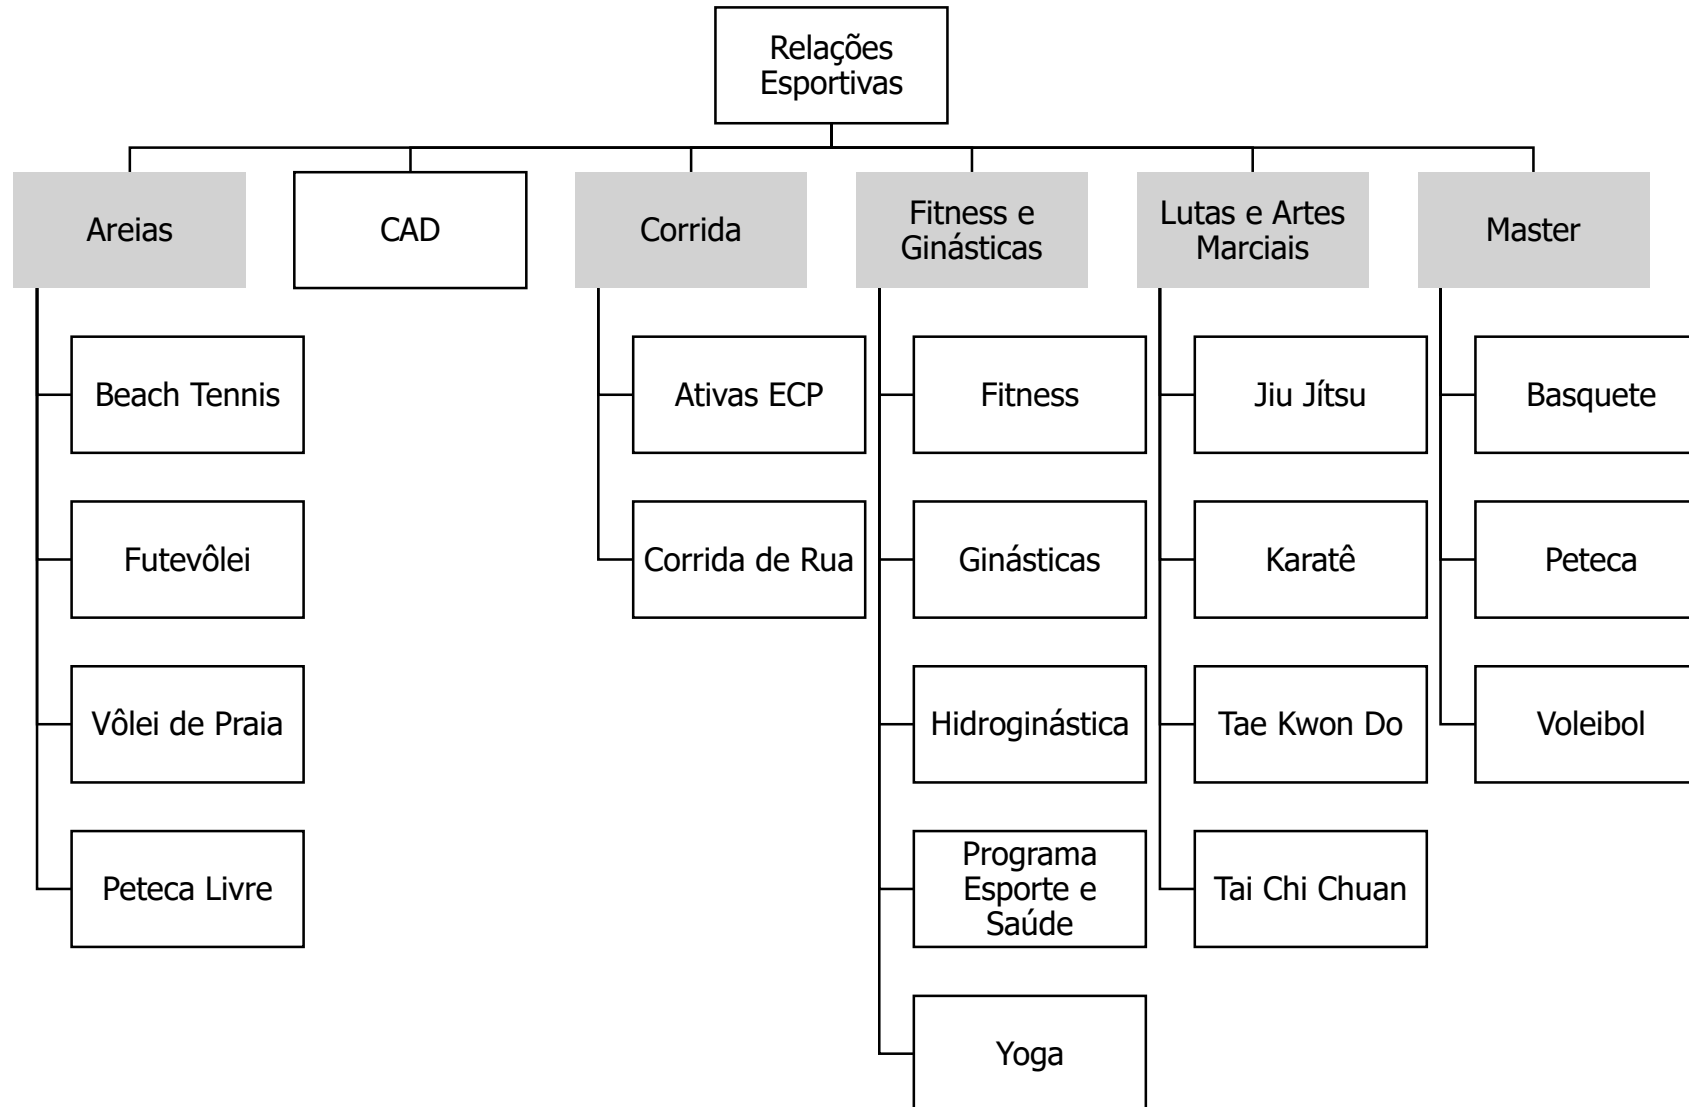 Relações
Esportivas
Areias
CAD
Corrida
Fitness e
Ginásticas
Lutas e Artes
Marciais
Master
Beach Tennis
Futevôlei
Vôlei de Praia
Peteca Livre
Ativas ECP
Corrida de Rua
Fitness
Ginásticas
Hidroginástica
Programa
Esporte e
Saúde
Yoga
Jiu Jítsu
Karatê
Tae Kwon Do
Tai Chi Chuan
Basquete
Peteca
Voleibol